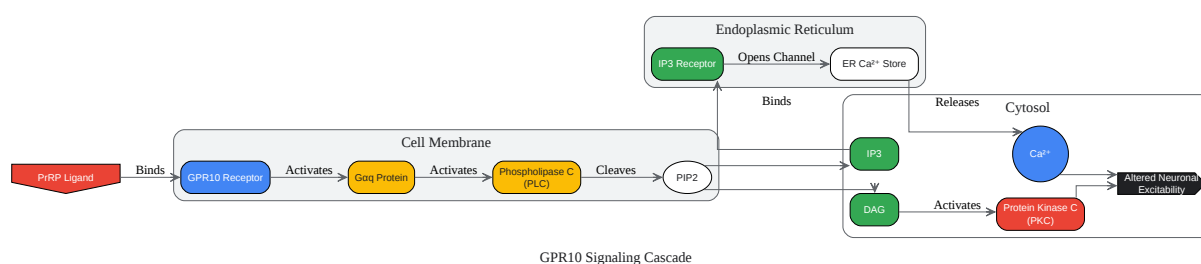 Endoplasmic Reticulum
IP3 Receptor
Opens Channel
ER Ca²⁺ Store
Binds
Releases
Cytosol
Cell Membrane
PrRP Ligand
Binds
GPR10 Receptor
Activates
Gαq Protein
Activates
Phospholipase C
(PLC)
Cleaves
PIP2
IP3
Ca²⁺
DAG
Activates
Protein Kinase C
(PKC)
Altered Neuronal
Excitability
GPR10 Signaling Cascade